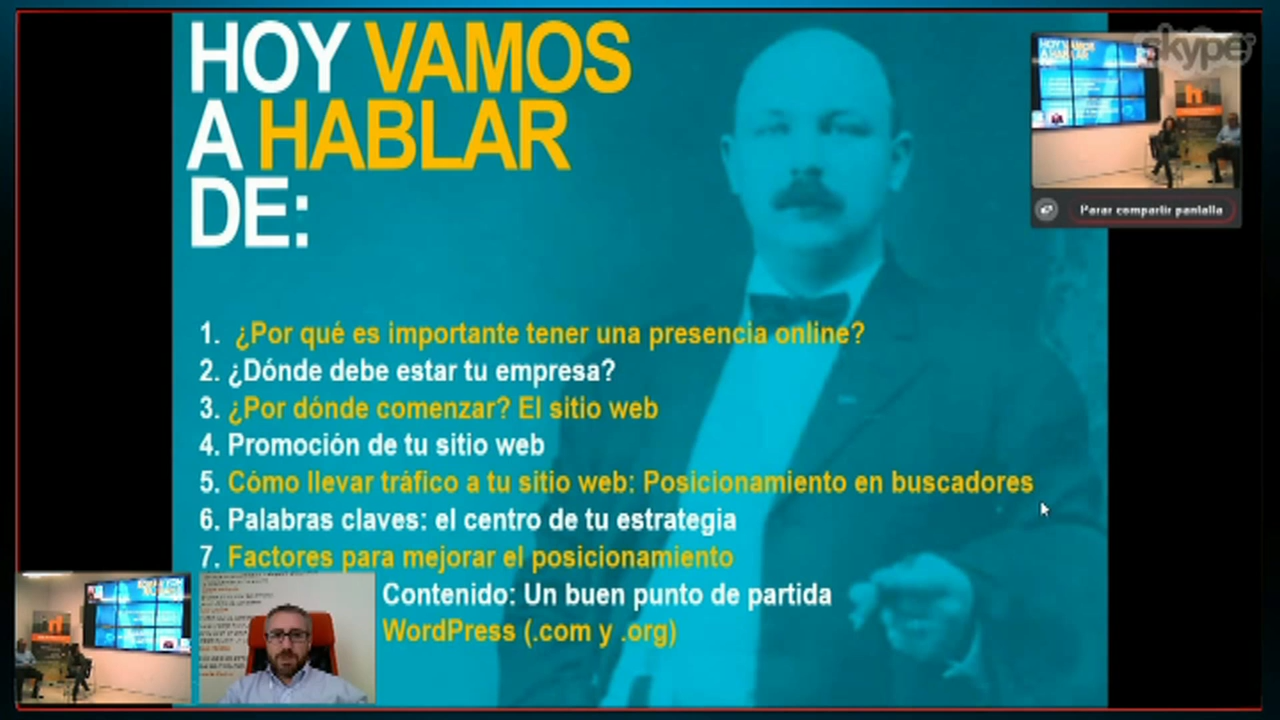 HOY VAMOS
A HABLAR
DE:
skype
Parar compartir pantalla
1. ¿Por qué es importante tener una presencia online?
2. ¿Dónde debe estar tu empresa?
3. ¿Por dónde comenzar? El sitio web
4. Promoción de tu sitio web
5. Cómo llevar tráfico a tu sitio web: Posicionamiento en buscadores
6. Palabras claves: el centro de tu estrategia
7. Factores para mejorar el posicionamiento
Contenido: Un buen punto de partida
WordPress (.com y .org)